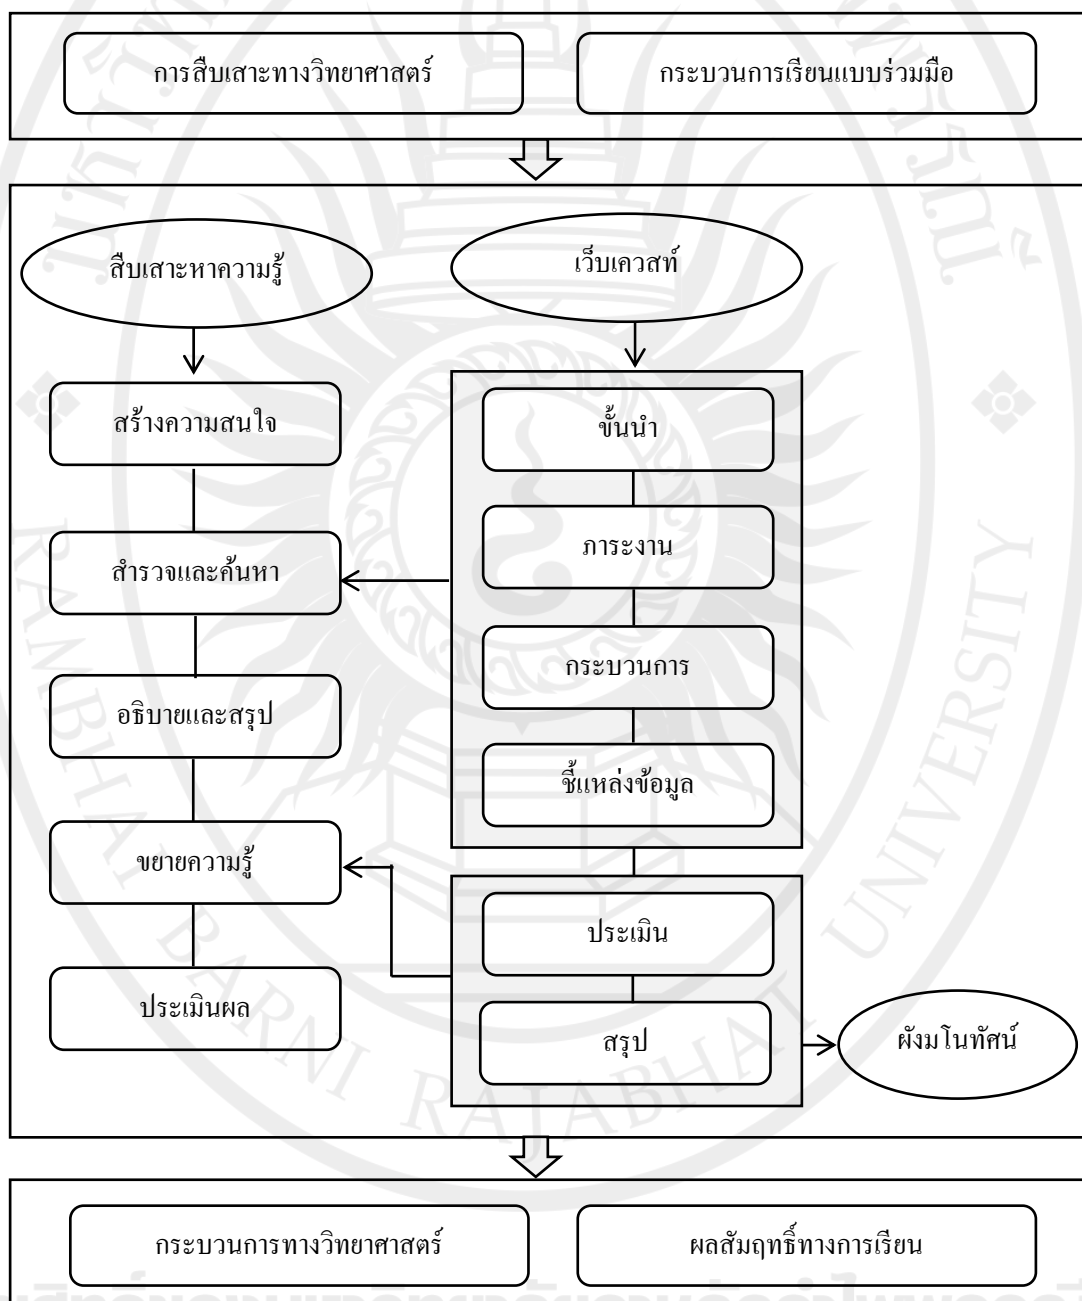 การสืบเสาะทางวิทยาศาสตร์
กระบวนการเรียนแบบร่วมมือ
สืบเสาะหาความรู้
เว็บเควสท์
สร้างความสนใจ
ขั้นนำ
สำรวจและค้นหา
ภาระงาน
อธิบายและสรุป
กระบวนการ
ชี้แหล่งข้อมูล
ขยายความรู้
ประเมิน
ประเมินผล
สรุป
ผังมโนทัศน์
กระบวนการทางวิทยาศาสตร์
ผลสัมฤทธิ์ทางการเรียน
RAMBHAI BARNI RAJABHAT UNIVERSITY